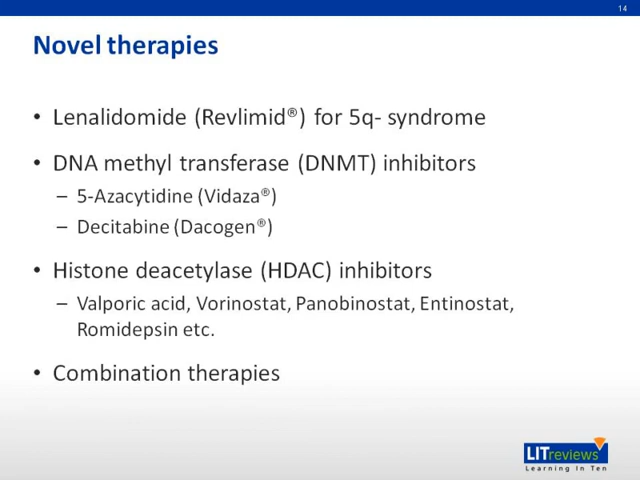 14
Novel therapies
• Lenalidomide (Revlimid®) for 5q- syndrome
• DNA methyl transferase (DNMT) inhibitors
– 5-Azacytidine (Vidaza®)
– Decitabine (Dacogen®)
• Histone deacetylase (HDAC) inhibitors
– Valporic acid, Vorinostat, Panobinostat, Entinostat,
Romidepsin etc.
• Combination therapies
LITreviews
Learning In Ten